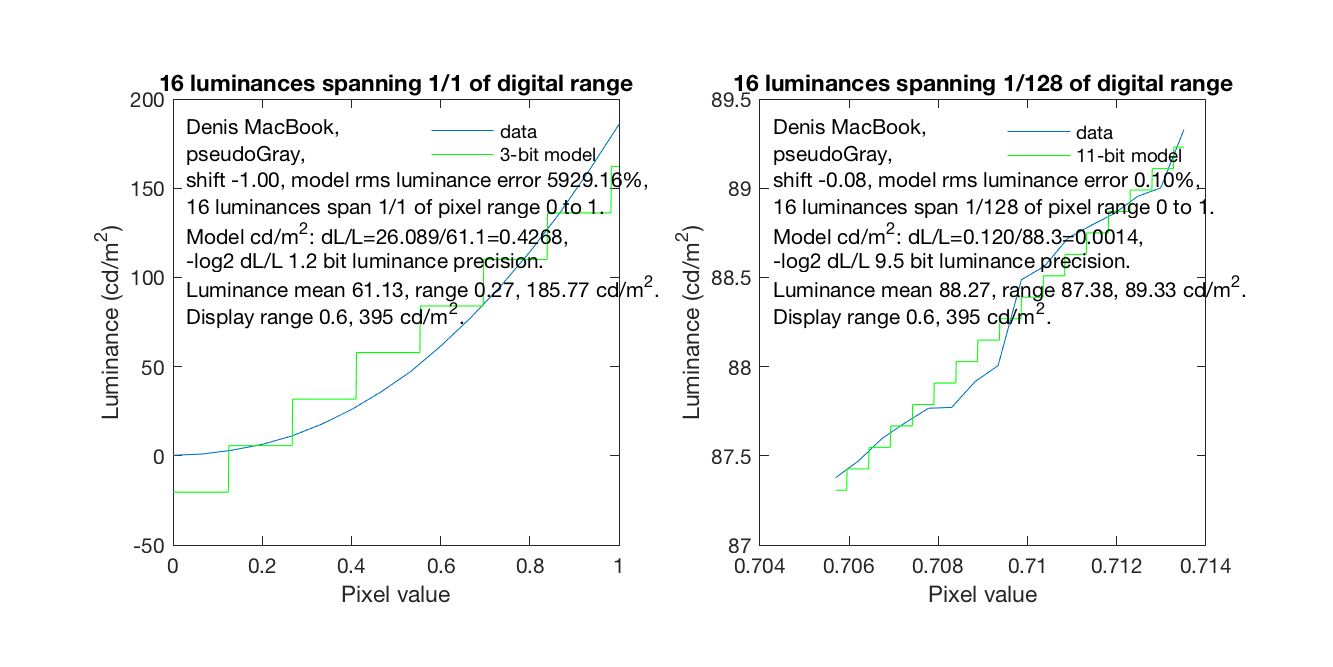 16 luminances spanning 1/1 of digital range
200
150
100
50
0
-50
Luminance (cd/m²)
Denis MacBook,
pseudoGray,
shift -1.00, model rms luminance error 5929.16%,
16 luminances span 1/1 of pixel range 0 to 1.
Model cd/m²: dL/L=26.089/61.1=0.4268,
-log2 dL/L 1.2 bit luminance precision.
Luminance mean 61.13, range 0.27, 185.77 cd/m².
Display range 0.6, 395 cd/m².
data
3-bit model
0 0.2 0.4 0.6 0.8 1
Pixel value
16 luminances spanning 1/128 of digital range
89.5
89
88.5
88
87.5
87
Luminance (cd/m²)
Denis MacBook,
pseudoGray,
shift -0.08, model rms luminance error 0.10%,
16 luminances span 1/128 of pixel range 0 to 1.
Model cd/m²: dL/L=0.120/88.3=0.0014,
-log2 dL/L 9.5 bit luminance precision.
Luminance mean 88.27, range 87.38, 89.33 cd/m².
Display range 0.6, 395 cd/m².
data
11-bit model
0.704 0.706 0.708 0.71 0.712 0.714
Pixel value